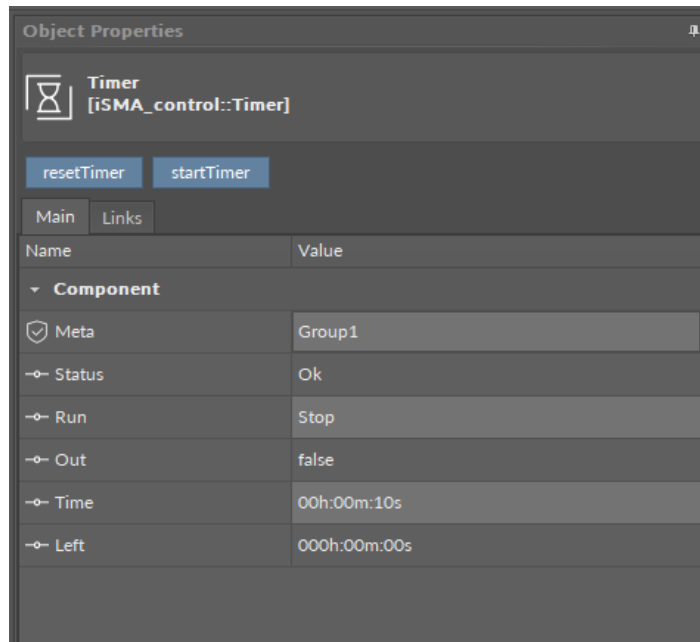 Object Properties
Timer
[iSMA_control::Timer]
resetTimer startTimer
Main Links
Name Value
Component
Meta Group1
Status Ok
Run Stop
Out false
Time 00h:00m:10s
Left 000h:00m:00s